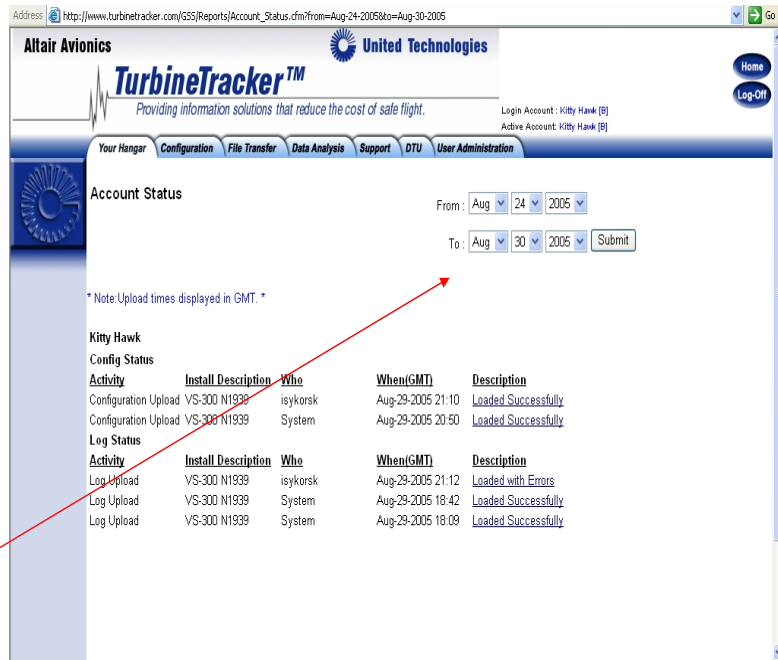 Address http://www.turbinetracker.com/GSS/Reports/Account_Status.cfm?from=Aug-24-2005&to=Aug-30-2005 Go
Altair Avionics United Technologies
TurbineTracker™
Providing information solutions that reduce the cost of safe flight.
Home
Log-Off
Login Account : Kitty Hawk [B]
Active Account: Kitty Hawk [B]
Your Hangar Configuration File Transfer Data Analysis Support DTU User Administration
Account Status
From : Aug 24 2005
To : Aug 30 2005 Submit
* Note:Upload times displayed in GMT. *
Kitty Hawk
Config Status
Activity Install Description Who When(GMT) Description
Configuration Upload VS-300 N1939 isykorsk Aug-29-2005 21:10 Loaded Successfully
Configuration Upload VS-300 N1939 System Aug-29-2005 20:50 Loaded Successfully
Log Status
Activity Install Description Who When(GMT) Description
Log Upload VS-300 N1939 isykorsk Aug-29-2005 21:12 Loaded with Errors
Log Upload VS-300 N1939 System Aug-29-2005 18:42 Loaded Successfully
Log Upload VS-300 N1939 System Aug-29-2005 18:09 Loaded Successfully